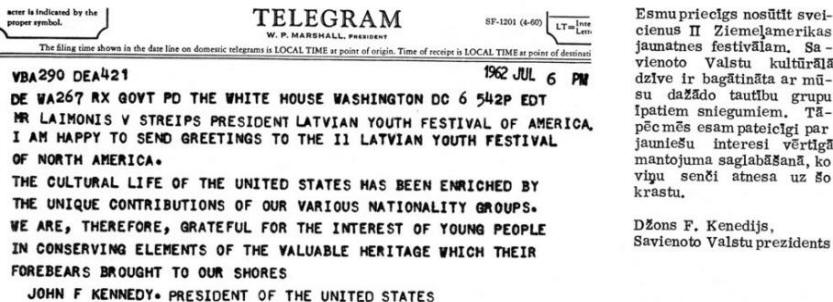 acter is indicated by the
proper symbol.
TELEGRAM
W. P. MARSHALL, PRESIDENT
SF-1201 (4-60)
LT=Inte
Lett
The filing time shown in the date line on domestic telegrams is LOCAL TIME at point of origin. Time of receipt is LOCAL TIME at point of destinati
VBA290 DEA421
1962 JUL 6 PM
DE WA267 RX GOVT PD THE WHITE HOUSE WASHINGTON DC 6 542P EDT
MR LAIMONIS V STREIPS PRESIDENT LATVIAN YOUTH FESTIVAL OF AMERICA.
I AM HAPPY TO SEND GREETINGS TO THE II LATVIAN YOUTH FESTIVAL
OF NORTH AMERICA.
THE CULTURAL LIFE OF THE UNITED STATES HAS BEEN ENRICHED BY
THE UNIQUE CONTRIBUTIONS OF OUR VARIOUS NATIONALITY GROUPS.
WE ARE, THEREFORE, GRATEFUL FOR THE INTEREST OF YOUNG PEOPLE
IN CONSERVING ELEMENTS OF THE VALUABLE HERITAGE WHICH THEIR
FOREBEARS BROUGHT TO OUR SHORES
JOHN F KENNEDY. PRESIDENT OF THE UNITED STATES
Esmu priecīgs nosūtīt svei-
cienus II Ziemeļamerikas
jaunatnes festivālam. Sa-
vienoto Valstu kultūrālā
dzīve ir bagātināta ar mū-
su dažādo tautību grupu
īpatiem sniegumiem. Tā-
pēc mēs esam pateicīgi par
jauniešu interesi vērtīgā
mantojuma saglabāšanā, ko
viņu senči atnesa uz šo
krastu.
Džons F. Kenedijs,
Savienoto Valstu prezidents